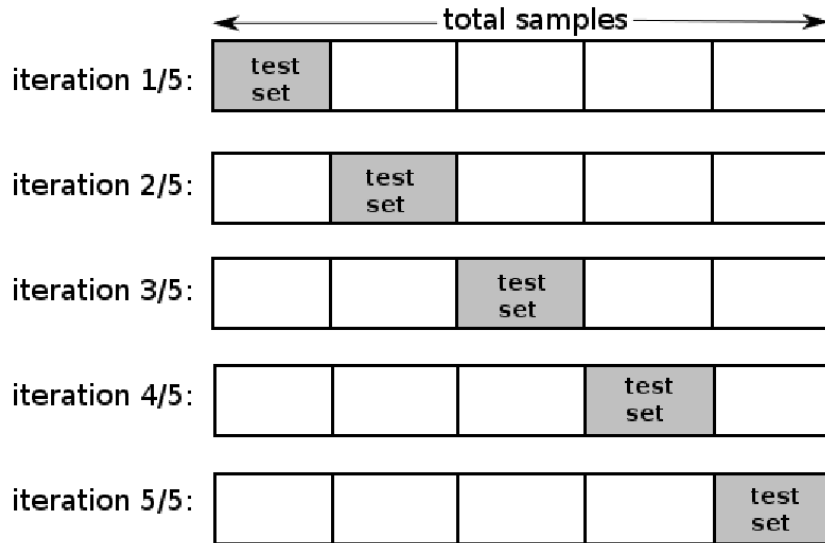 total samples
iteration 1/5:
test
set
iteration 2/5:
test
set
iteration 3/5:
test
set
iteration 4/5:
test
set
iteration 5/5:
test
set